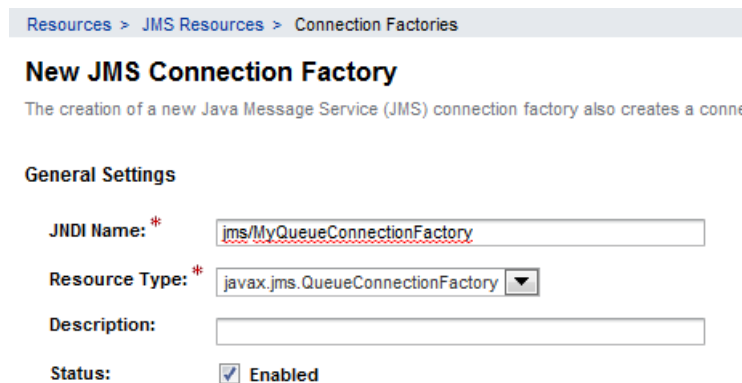 Resources > JMS Resources > Connection Factories
New JMS Connection Factory
The creation of a new Java Message Service (JMS) connection factory also creates a
General Settings
JNDI Name: * jms/MyQueueConnectionFactory
Resource Type: * javax.jms.QueueConnectionFactory
Description:
Status: Enabled